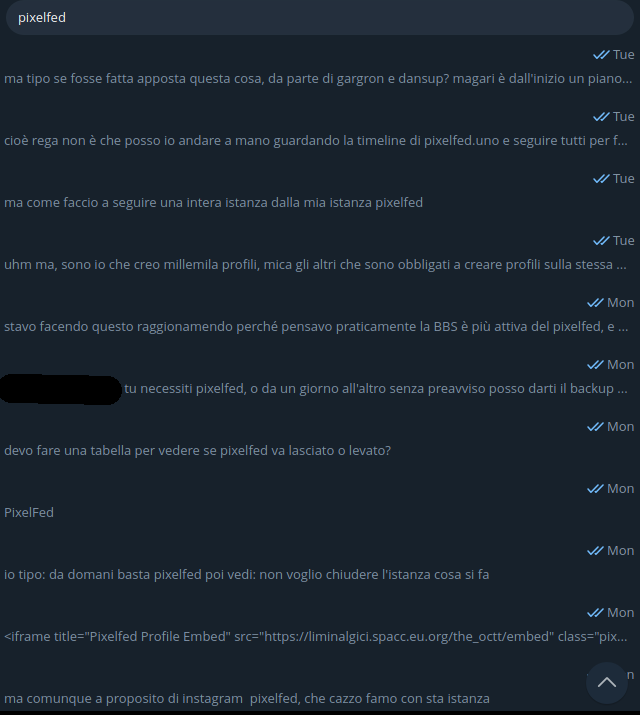 pixelfed
Tue
ma tipo se fosse fatta apposta questa cosa, da parte di gargron e dansup? magari è dall'inizio un piano...
Tue
cioè rega non è che posso io andare a mano guardando la timeline di pixelfed.uno e seguire tutti per f...
Tue
ma come faccio a seguire una intera istanza dalla mia istanza pixelfed
Tue
uhm ma, sono io che creo millemila profili, mica gli altri che sono obbligati a creare profili sulla stessa ...
Mon
stavo facendo questo raggionamento perché pensavo praticamente la BBS è più attiva del pixelfed, e ...
Mon
tu necessiti pixelfed, o da un giorno all'altro senza preavviso posso darti il backup ...
Mon
devo fare una tabella per vedere se pixelfed va lasciato o levato?
Mon
PixelFed
Mon
io tipo: da domani basta pixelfed poi vedi: non voglio chiudere l'istanza cosa si fa
Mon
<iframe title="Pixelfed Profile Embed" src="https://liminalgici.spacc.eu.org/the_octt/embed" class="pix...
ma comunque a proposito di instagram  pixelfed, che cazzo famo con sta istanza